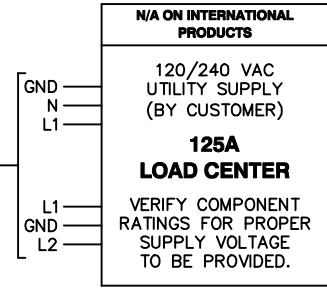 N/A ON INTERNATIONAL
PRODUCTS
120/240 VAC
UTILITY SUPPLY
(BY CUSTOMER)
125A
LOAD CENTER
VERIFY COMPONENT
RATINGS FOR PROPER
SUPPLY VOLTAGE
TO BE PROVIDED.
GND
N
L1
L1
GND
L2